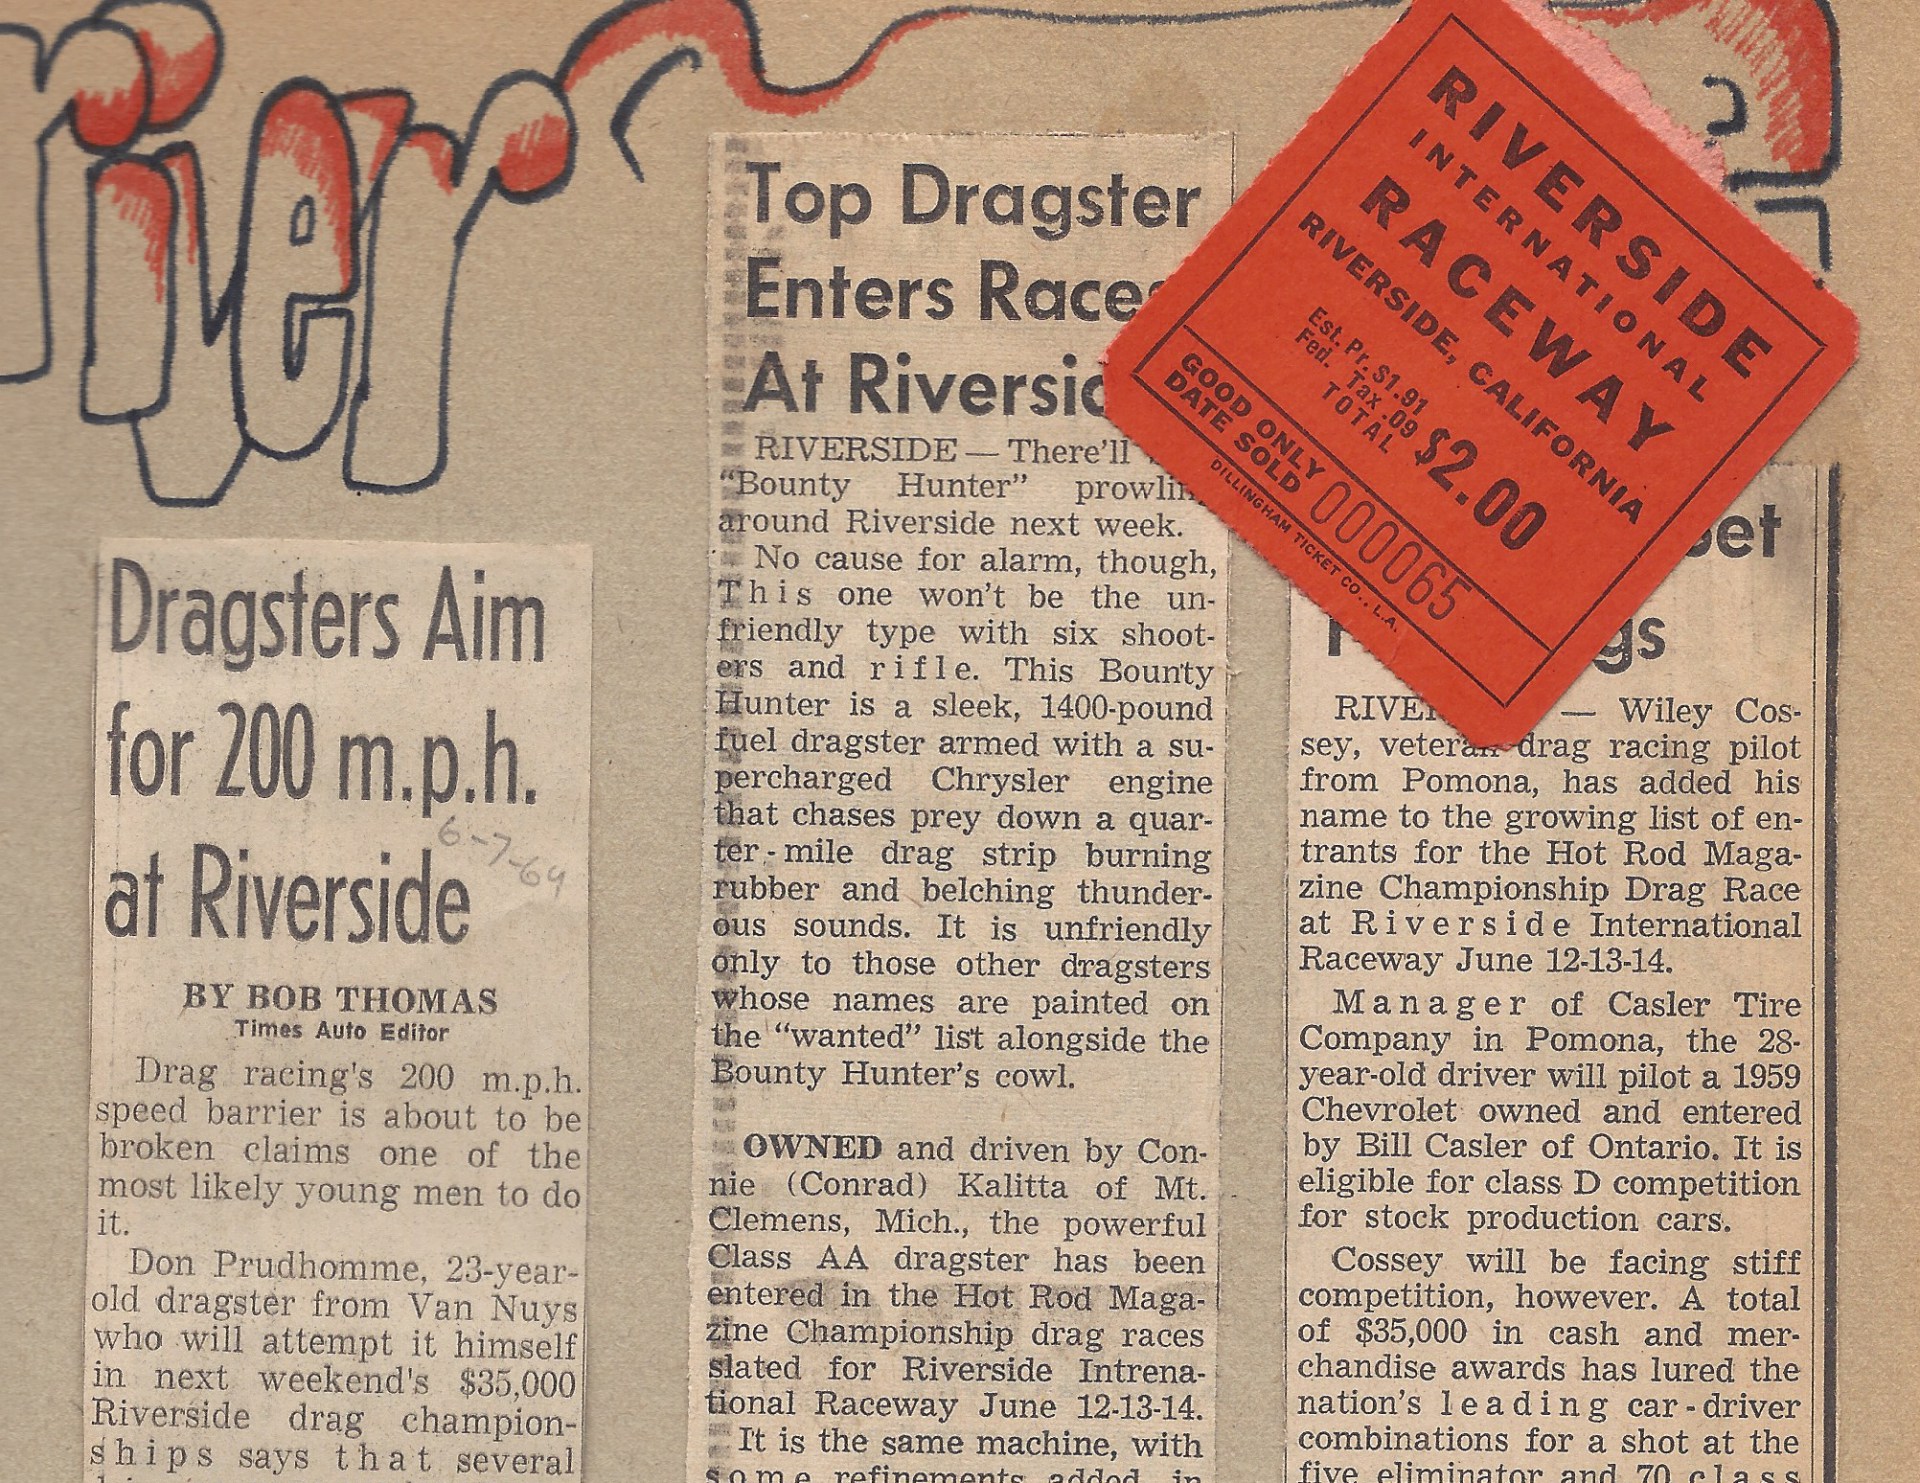 rier
Dragsters Aim
for 200 m.p.h.
at Riverside
6-7-64
BY BOB THOMAS
Times Auto Editor
Drag racing's 200 m.p.h.
speed barrier is about to be
broken claims one of the
most likely young men to do
it.
Don Prudhomme, 23-year-
old dragster from Van Nuys
who will attempt it himself
in next weekend's $35,000
Riverside drag champion-
ships says that several
Top Dragster
Enters Races
At Riverside
RIVERSIDE — There'll
"Bounty Hunter" prowling
around Riverside next week.
No cause for alarm, though,
This one won't be the un-
friendly type with six shoot-
ers and rifle. This Bounty
Hunter is a sleek, 1400-pound
fuel dragster armed with a su-
percharged Chrysler engine
that chases prey down a quar-
ter-mile drag strip burning
rubber and belching thunder-
ous sounds. It is unfriendly
only to those other dragsters
whose names are painted on
the "wanted" list alongside the
Bounty Hunter's cowl.
OWNED and driven by Con-
nie (Conrad) Kalitta of Mt.
Clemens, Mich., the powerful
Class AA dragster has been
entered in the Hot Rod Maga-
zine Championship drag races
slated for Riverside Intrena-
tional Raceway June 12-13-14.
It is the same machine, with
some refinements added, in
RIVERSIDE
INTERNATIONAL
RACEWAY
RIVERSIDE, CALIFORNIA
Est. Pr. $1.91
Fed. Tax .09
TOTAL $2.00
GOOD ONLY
DATE SOLD 000065
DILLINGHAM TICKET CO., L.A.
RIVER — Wiley Cos-
sey, veteran drag racing pilot
from Pomona, has added his
name to the growing list of en-
trants for the Hot Rod Maga-
zine Championship Drag Race
at Riverside International
Raceway June 12-13-14.
Manager of Casler Tire
Company in Pomona, the 28-
year-old driver will pilot a 1959
Chevrolet owned and entered
by Bill Casler of Ontario. It is
eligible for class D competition
for stock production cars.
Cossey will be facing stiff
competition, however. A total
of $35,000 in cash and mer-
chandise awards has lured the
nation's leading car-driver
combinations for a shot at the
five eliminator and 70 class